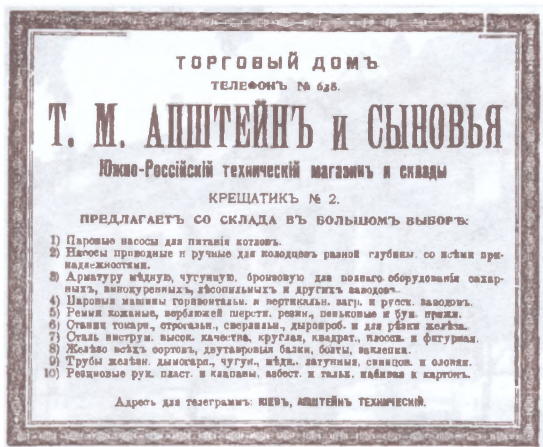 ТОРГОВЫЙ ДОМЪ
ТЕЛЕФОНЪ № 638.
Т. М. АПШТЕЙНЪ и СЫНОВЬЯ
Южно-Россійскій техническій магазинъ и склады
КРЕЩАТИКЪ № 2.
ПРЕДЛАГАЕТЪ СО СКЛАДА ВЪ БОЛЬШОМЪ ВЫБОРѢ:
1) Паровые насосы для питанія котловъ.
2) Насосы приводные и ручные для колодцевъ разной глубины, со всѣми при-
надлежностями.
3) Арматуру мѣдную, чугунную, бронзовую для полнаго оборудованія сахар-
ныхъ, винокуренныхъ, лѣсопильныхъ и другихъ заводовъ.
4) Паровыя машины горизонтальн. и вертикальн. загр. и русск. заводовъ.
5) Ремни кожаные, верблюжей шерсти, резин., пеньковые и бум. пряжи.
6) Станки токарн., строгальн., сверлильн., дыропроб. и для рѣзки желѣза.
7) Сталь инструм. высок. качества, круглая, квадрат., плоск. и фигурная.
8) Желѣзо всѣхъ сортовъ, двутавровыя балки, болты, заклепки.
9) Трубы желѣзн. дымогарн., чугун., мѣдн., латунныя, свинцов. и оловян.
10) Резиновые рук. пласт. и клапаны, азбест. и тальк. набивка и картонъ.
Адресъ для телеграммъ: КІЕВЪ, АПШТЕЙНЪ ТЕХНИЧЕСКІЙ.